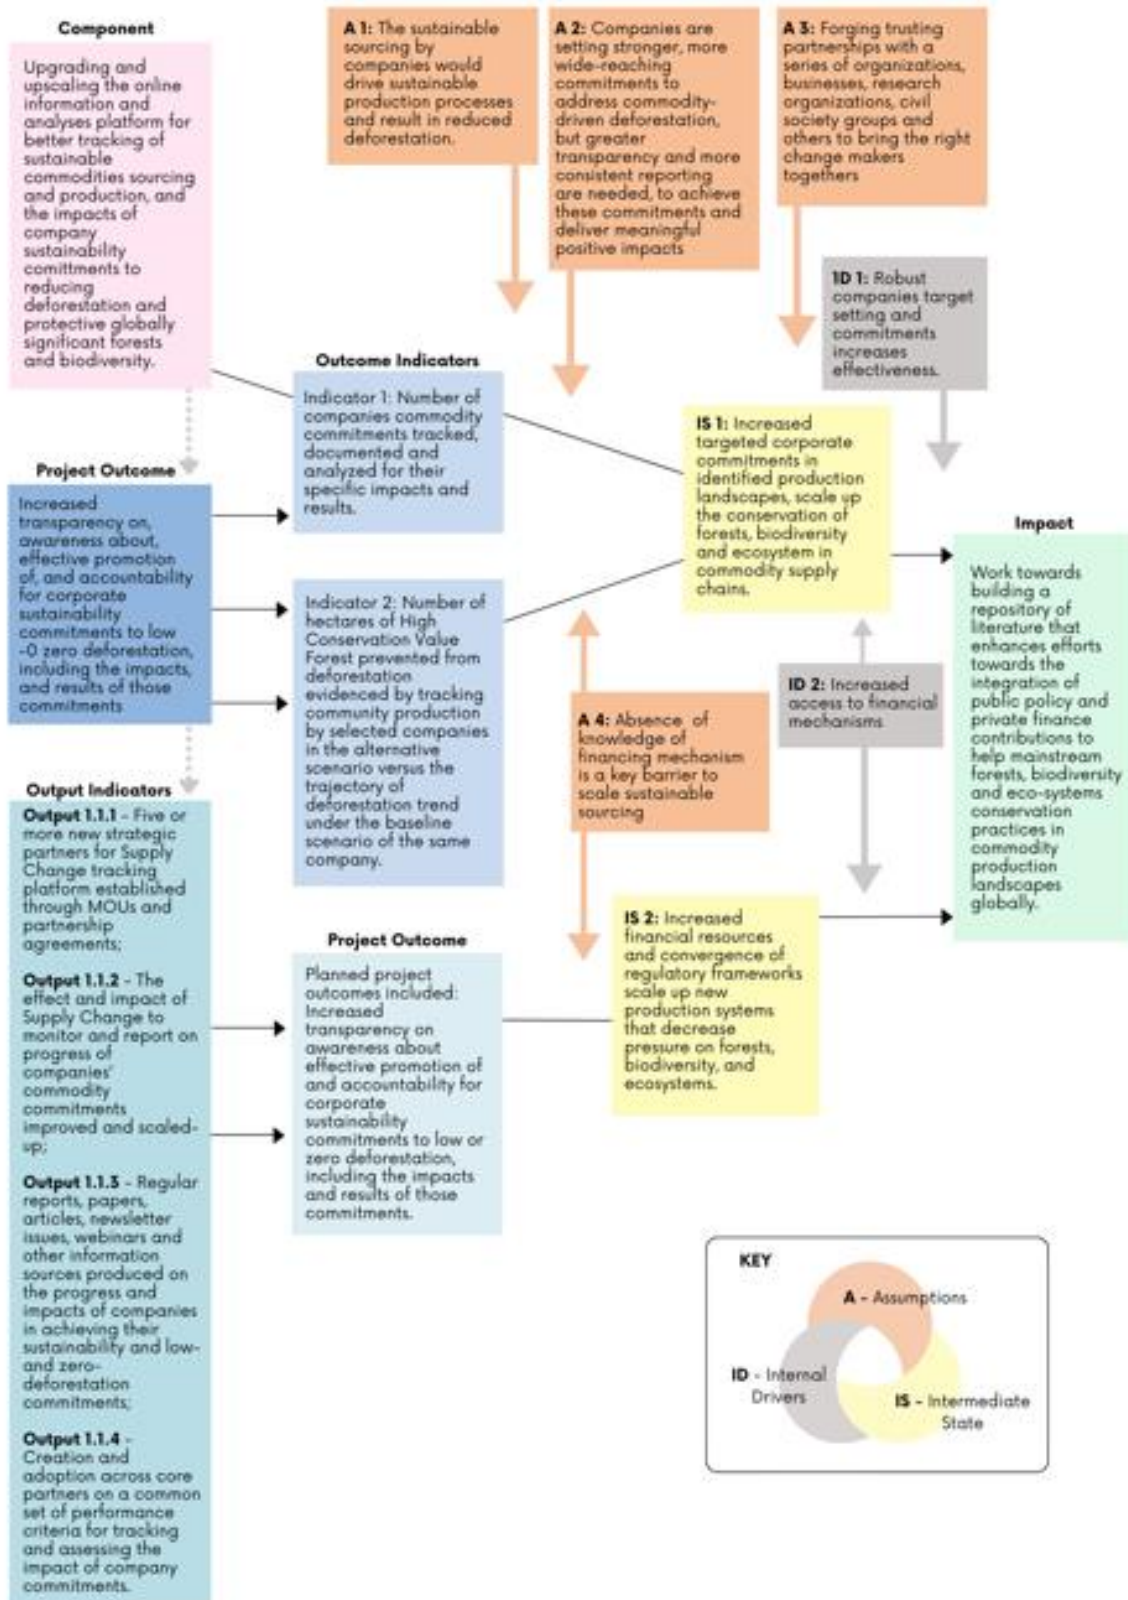 Component
Upgrading and
upscaling the online
information and
analyses platform for
better tracking of
sustainable
commodities sourcing
and production, and
the impacts of
company
sustainability
comittments to
reducing
deforestation and
protective globally
significant forests
and biodiversity.
Project Outcome
Increased
transparency on,
awareness about,
effective promotion
of, and accountability
for corporate
sustainability
commitments to low
-0 zero deforestation,
including the impacts,
and results of those
commitments
Output Indicators
Output 1.1.1 - Five or
more new strategic
partners for Supply
Change tracking
platform established
through MOUs and
partnership
agreements;
Output 1.1.2 - The
effect and impact of
Supply Change to
monitor and report on
progress of
companies'
commodity
commitments
improved and scaled-
up;
Output 1.1.3 - Regular
reports, papers,
articles, newsletter
issues, webinars and
other information
sources produced on
the progress and
impacts of companies
in achieving their
sustainability and low-
and zero-
deforestation
commitments;
Output 1.1.4 -
Creation and
adoption across core
partners on a common
set of performance
criteria for tracking
and assessing the
impact of company
commitments.
Outcome Indicators
Indicator 1: Number of
companies commodity
commitments tracked,
documented and
analyzed for their
specific impacts and
results.
Indicator 2: Number of
hectares of High
Conservation Value
Forest prevented from
deforestation
evidenced by tracking
community production
by selected companies
in the alternative
scenario versus the
trajectory of
deforestation trend
under the baseline
scenario of the same
company.
Project Outcome
Planned project
outcomes included:
Increased
transparency on
awareness about
effective promotion of
and accountability for
corporate
sustainability
commitments to low or
zero deforestation,
including the impacts
and results of those
commitments.
A 1: The sustainable
sourcing by
companies would
drive sustainable
production processes
and result in reduced
deforestation.
A 2: Companies are
setting stronger, more
wide-reaching
commitments to
address commodity-
driven deforestation,
but greater
transparency and more
consistent reporting
are needed, to achieve
these commitments and
deliver meaningful
positive impacts
A 3: Forging trusting
partnerships with a
series of organizations,
businesses, research
organizations, civil
society groups and
others to bring the right
change makers
togethers
1D 1: Robust
companies target
setting and
commitments
increases
effectiveness.
IS 1: Increased
targeted corporate
commitments in
identified production
landscapes, scale up
the conservation of
forests, biodiversity
and ecosystem in
commodity supply
chains.
A 4: Absence of
knowledge of
financing mechanism
is a key barrier to
scale sustainable
sourcing
ID 2: Increased
access to financial
mechanisms
IS 2: Increased
financial resources
and convergence of
regulatory frameworks
scale up new
production systems
that decrease
pressure on forests,
biodiversity, and
ecosystems.
Impact
Work towards
building a
repository of
literature that
enhances efforts
towards the
integration of
public policy and
private finance
contributions to
help mainstream
forests, biodiversity
and eco-systems
conservation
practices in
commodity
production
landscapes
globally.
KEY
A - Assumptions
ID - Internal
Drivers
IS - Intermediate
State